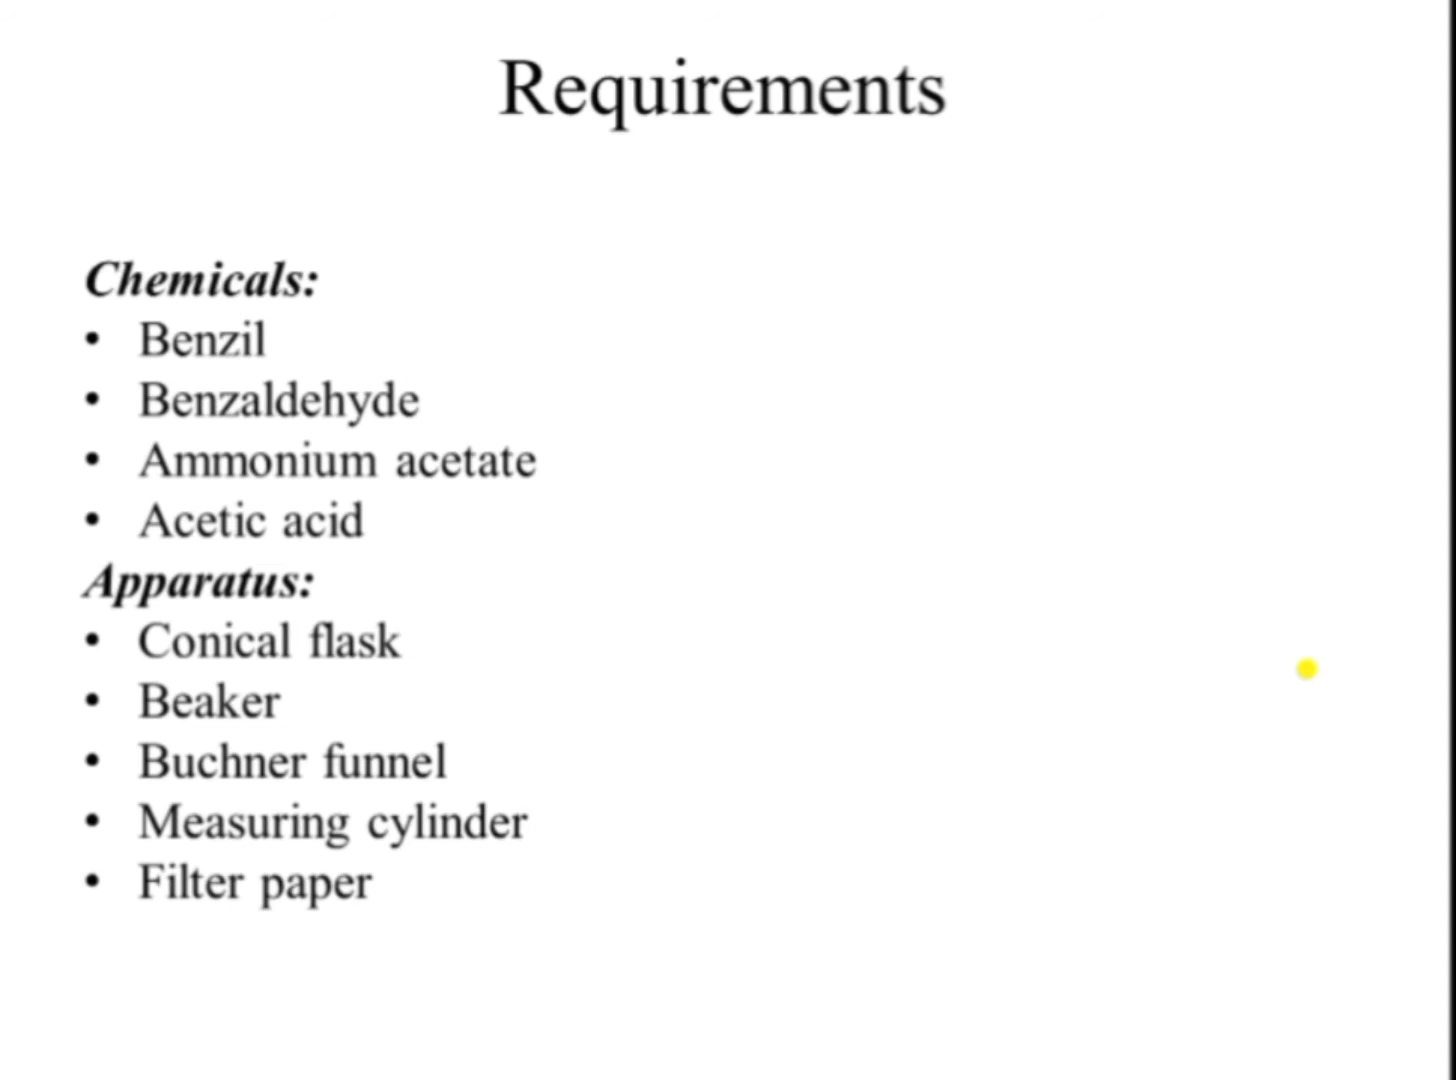 Requirements
Chemicals:
• Benzil
• Benzaldehyde
• Ammonium acetate
• Acetic acid
Apparatus:
• Conical flask
• Beaker
• Buchner funnel
• Measuring cylinder
• Filter paper